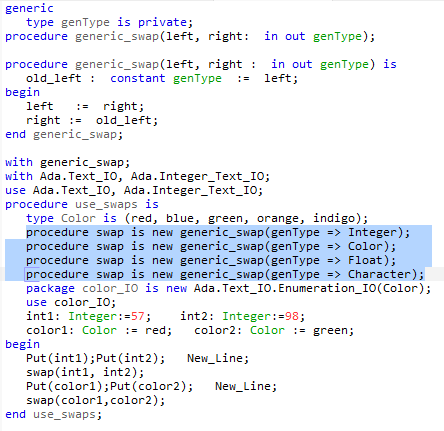 generic
type genType is private;
procedure generic_swap(left, right: in out genType);
procedure generic_swap(left, right : in out genType) is
old_left : constant genType := left;
begin
left := right;
right := old_left;
end generic_swap;
with generic_swap;
with Ada.Text_IO, Ada.Integer_Text_IO;
use Ada.Text_IO, Ada.Integer_Text_IO;
procedure use_swaps is
type Color is (red, blue, green, orange, indigo);
procedure swap is new generic_swap(genType => Integer);
procedure swap is new generic_swap(genType => Color);
procedure swap is new generic_swap(genType => Float);
procedure swap is new generic_swap(genType => Character);
package color_IO is new Ada.Text_IO.Enumeration_IO(Color);
use color_IO;
int1: Integer:=57; int2: Integer:=98;
color1: Color := red; color2: Color := green;
begin
Put(int1);Put(int2); New_Line;
swap(int1, int2);
Put(color1);Put(color2); New_Line;
swap(color1,color2);
end use_swaps;